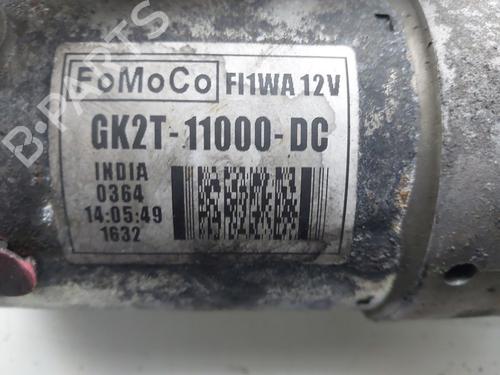 FoMoCo FI1WA 12V
GK2T-11000-DC
INDIA
0364
14:05:49
1632
B-PARTS